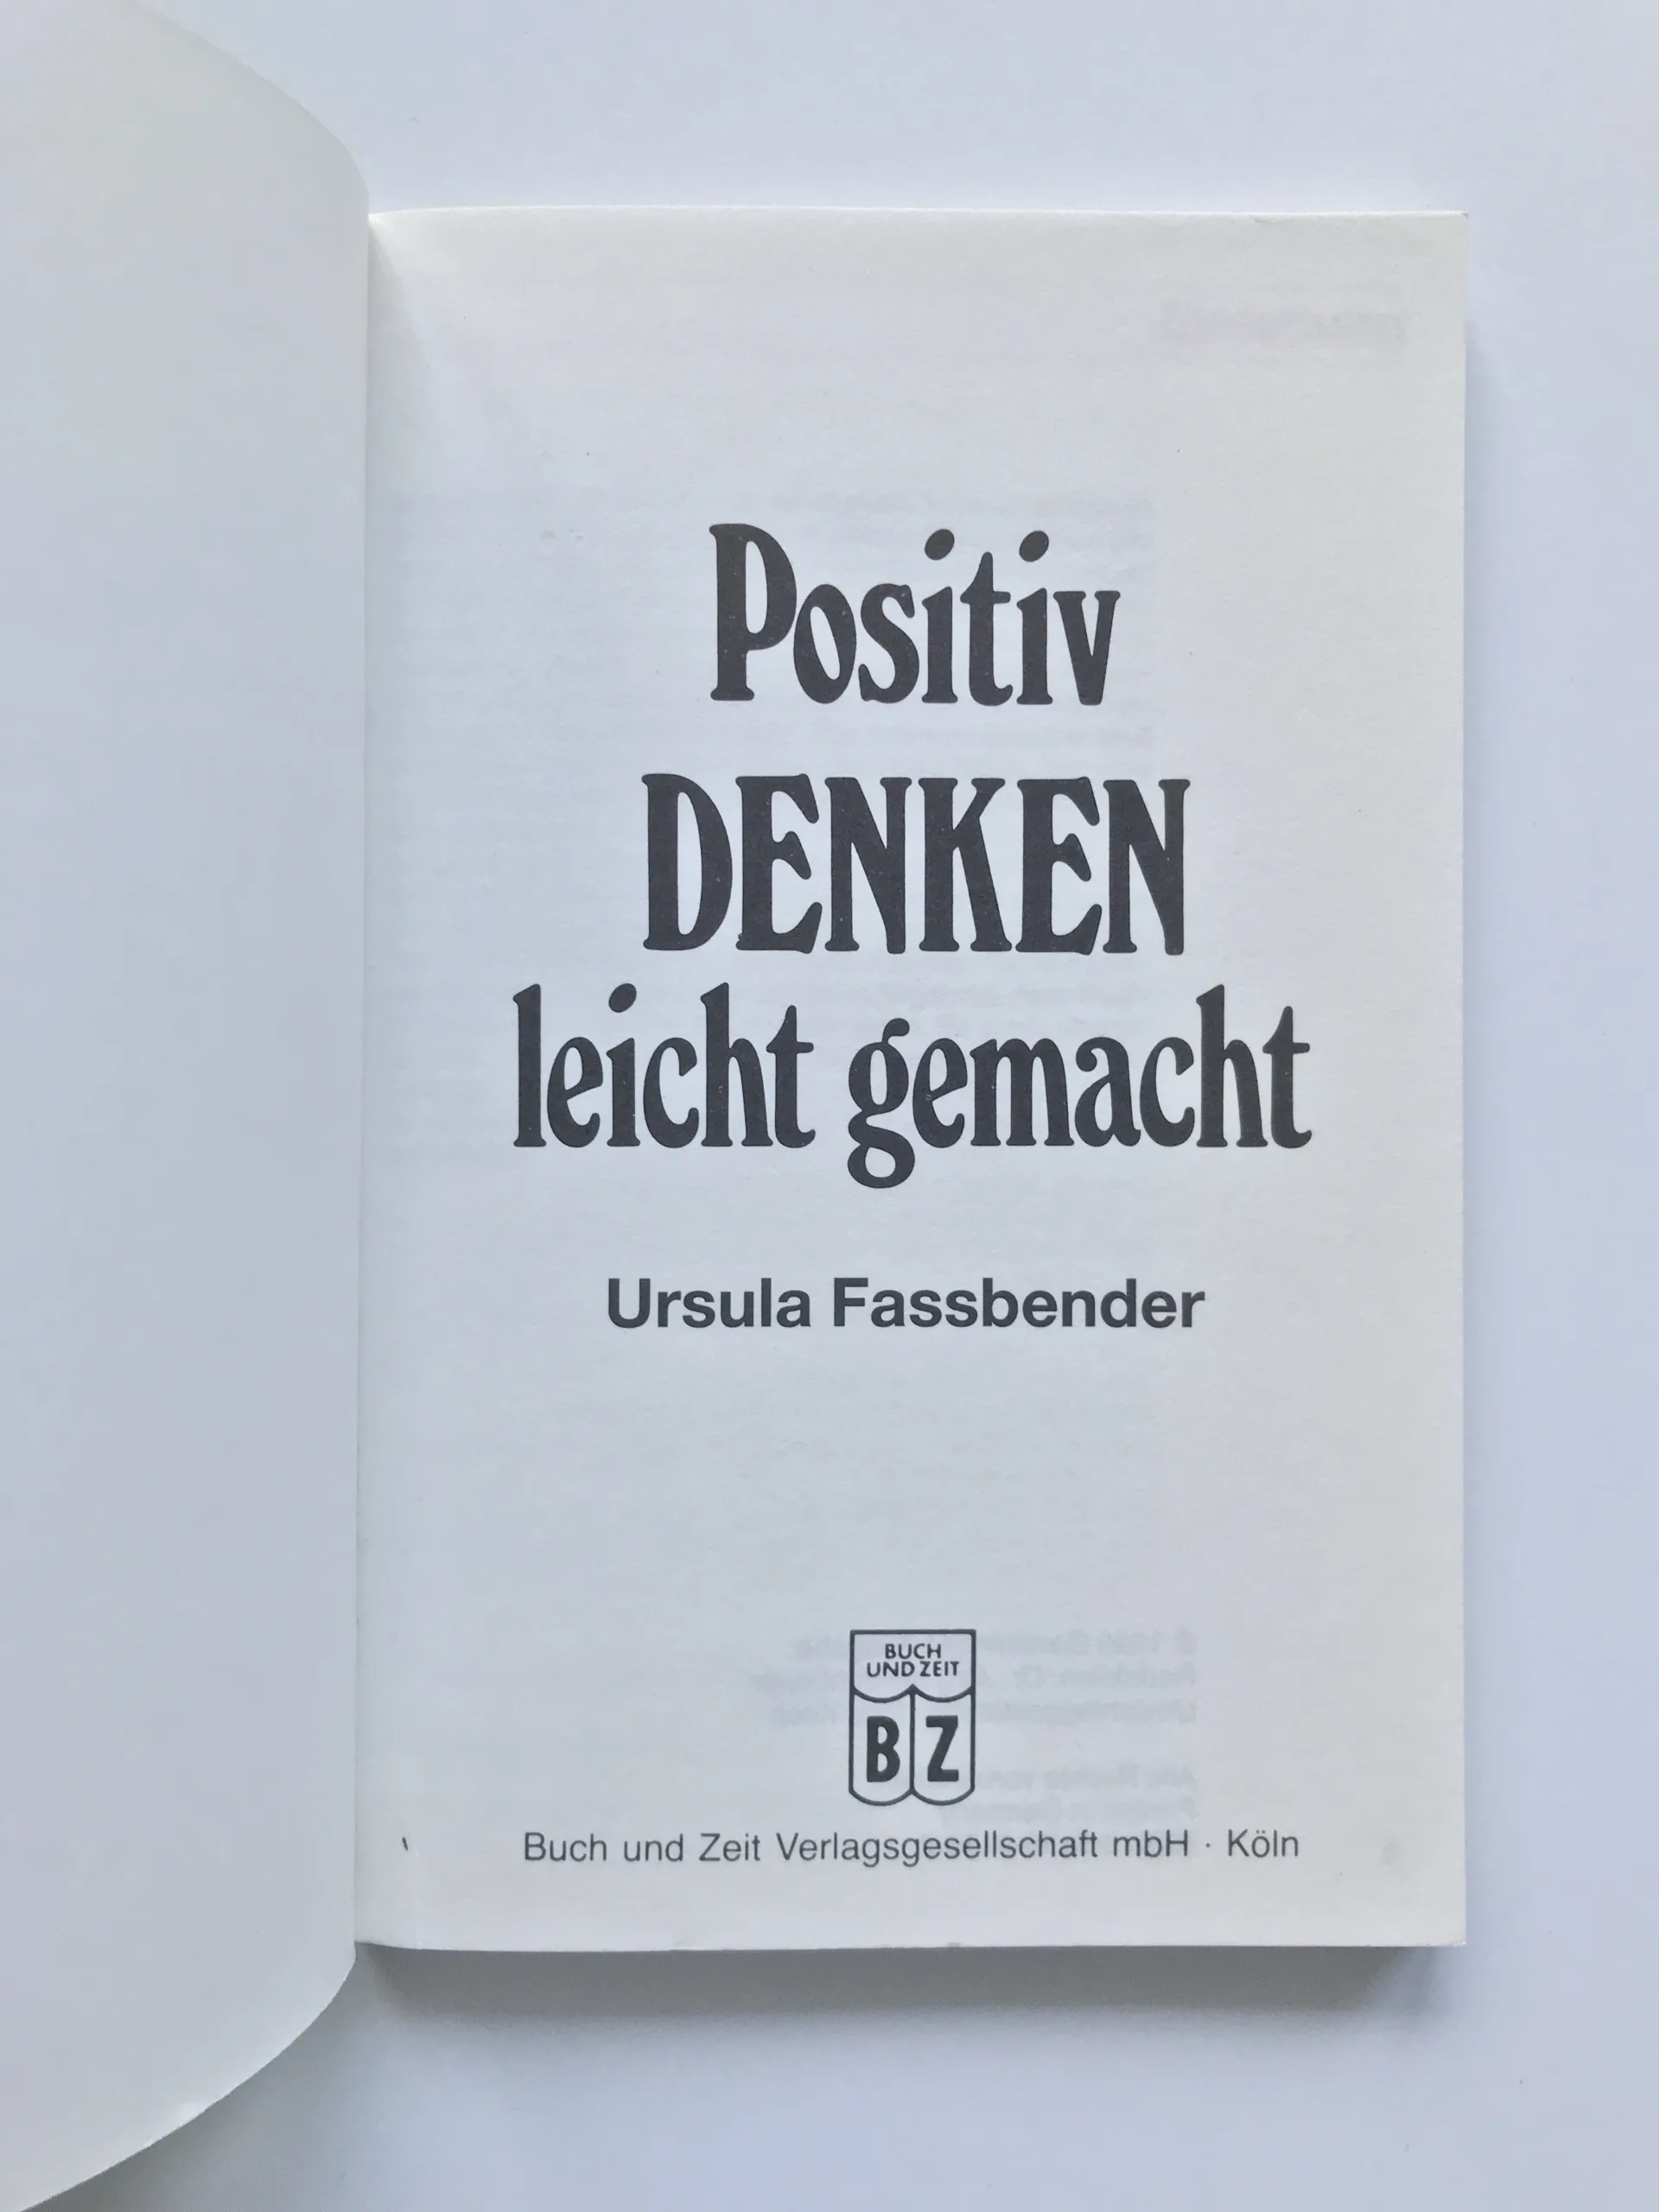 Positiv
DENKEN
leicht gemacht
Ursula Fassbender
BUCH
UND ZEIT
B Z
Buch und Zeit Verlagsgesellschaft mbH · Köln